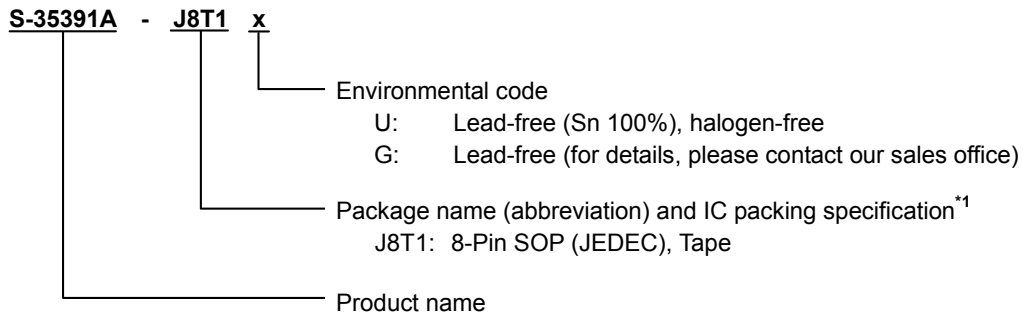 S-35391A - J8T1 x
Environmental code
U: Lead-free (Sn 100%), halogen-free
G: Lead-free (for details, please contact our sales office)
Package name (abbreviation) and IC packing specification*1
J8T1: 8-Pin SOP (JEDEC), Tape
Product name